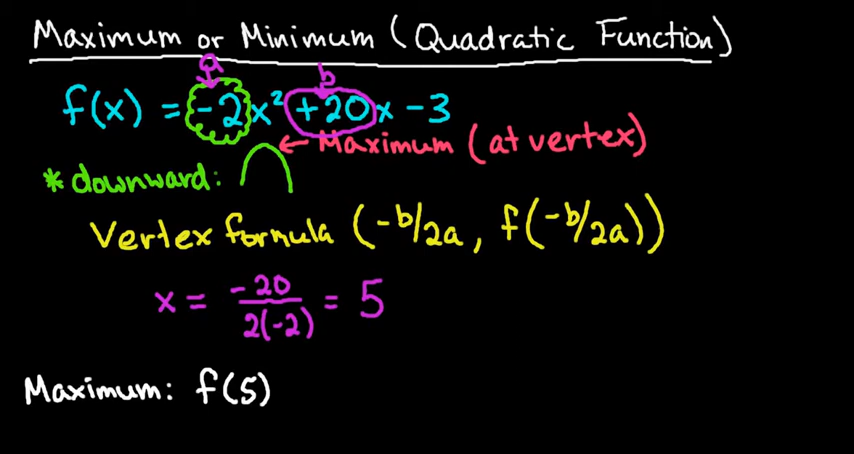 Maximum or Minimum (Quadratic Function)
a b
f(x) = -2x² +20x -3
← Maximum (at vertex)
* downward:
Vertex formula (-b/2a, f(-b/2a))
x = -20/2(-2) = 5
Maximum: f(5)